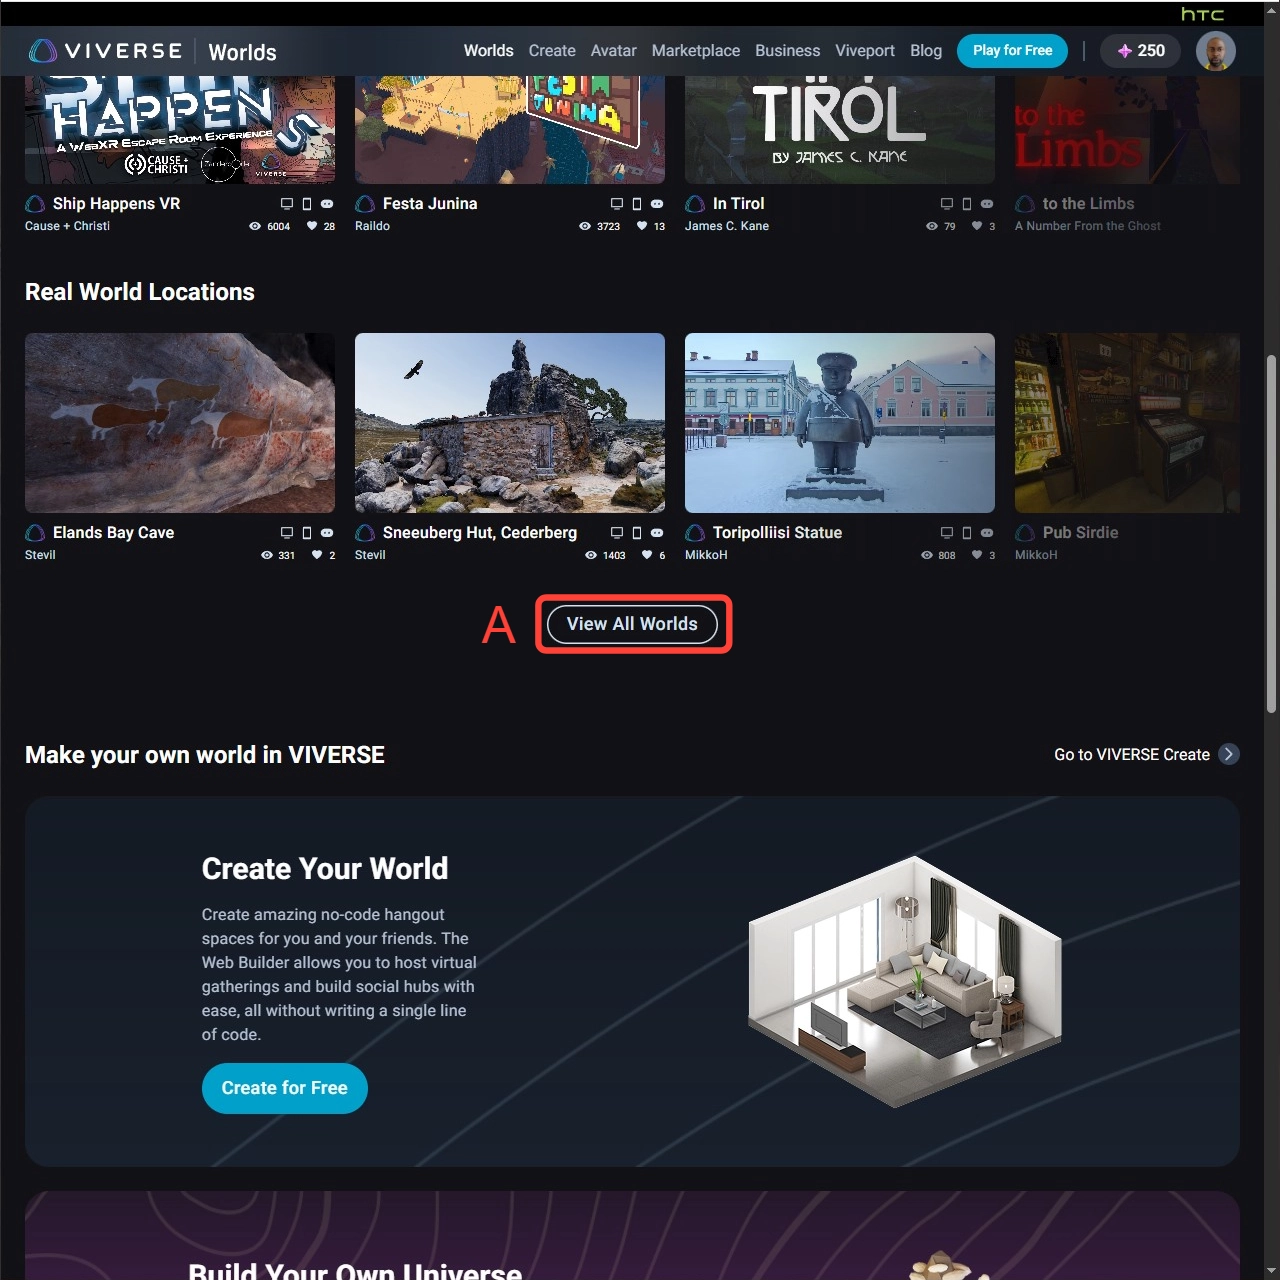 hTC
VIVERSE Worlds
Worlds Create Avatar Marketplace Business Viveport Blog Play for Free 250
HAPPENS
A WebXR Escape Room Experience
CAUSE + CHRISTI
VIVERSE
FESTA
JUNINA
TIROL
BY JAMES C. KANE
to the
Limbs
Ship Happens VR
Cause + Christi 6004 28
Festa Junina
Raildo 3723 13
In Tirol
James C. Kane 79 3
to the Limbs
A Number From the Ghost
Real World Locations
Elands Bay Cave
Stevil 331 2
Sneeuberg Hut, Cederberg
Stevil 1403 6
Toripolliisi Statue
MikkoH 808 3
Pub Sirdie
MikkoH
A View All Worlds
Make your own world in VIVERSE
Go to VIVERSE Create
Create Your World
Create amazing no-code hangout
spaces for you and your friends. The
Web Builder allows you to host virtual
gatherings and build social hubs with
ease, all without writing a single line
of code.
Create for Free
Build Your Own Universe